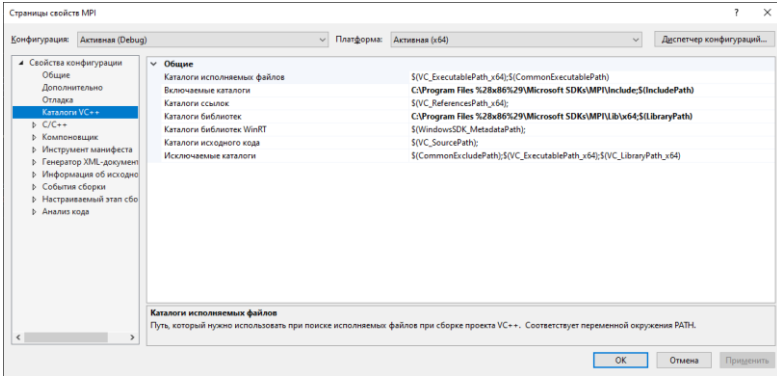 Страницы свойств MPI ? ×
Конфигурация: Активная (Debug) Платформа: Активная (x64) Диспетчер конфигураций...
Свойства конфигурации
Общие
Дополнительно
Отладка
Каталоги VC++
C/C++
Компоновщик
Инструмент манифеста
Генератор XML-документ
Информация об исходно
События сборки
Настраиваемый этап сбо
Анализ кода
Общие
Каталоги исполняемых файлов $(VC_ExecutablePath_x64);$(CommonExecutablePath)
Включаемые каталоги C:\Program Files %28x86%29\Microsoft SDKs\MPI\Include;$(IncludePath)
Каталоги ссылок $(VC_ReferencesPath_x64);
Каталоги библиотек C:\Program Files %28x86%29\Microsoft SDKs\MPI\Lib\x64;$(LibraryPath)
Каталоги библиотек WinRT $(WindowsSDK_MetadataPath);
Каталоги исходного кода $(VC_SourcePath);
Исключаемые каталоги $(CommonExcludePath);$(VC_ExecutablePath_x64);$(VC_LibraryPath_x64)
Каталоги исполняемых файлов
Путь, который нужно использовать при поиске исполняемых файлов при сборке проекта VC++. Соответствует переменной окружения PATH.
OK Отмена Применить